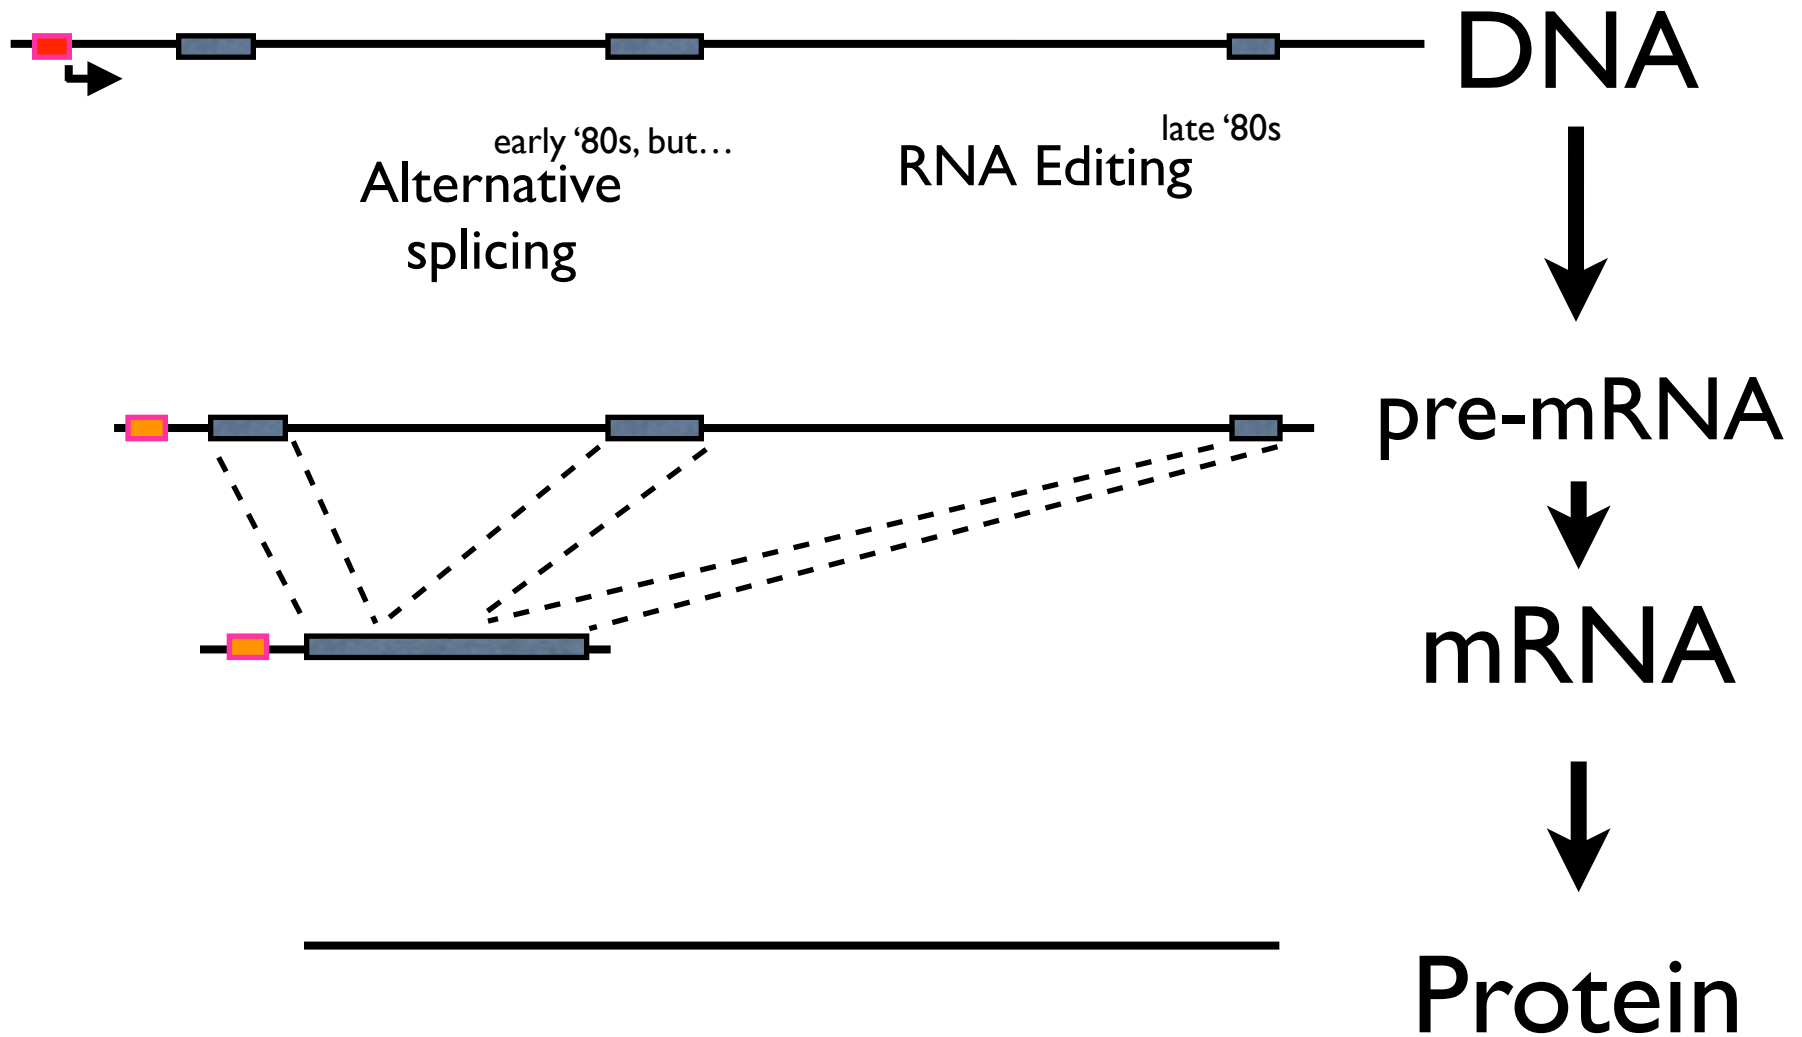 DNA
early ‘80s, but…
Alternative
splicing
late ‘80s
RNA Editing
pre-mRNA
mRNA
Protein